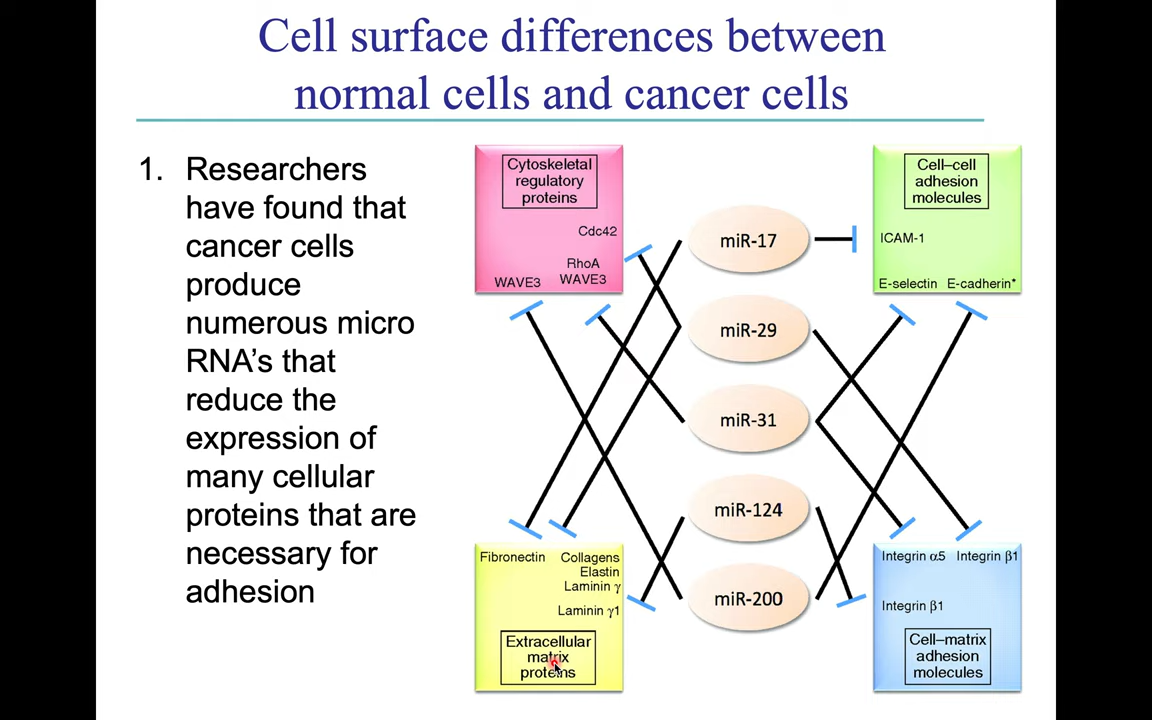 Cell surface differences between
normal cells and cancer cells
1. Researchers
have found that
cancer cells
produce
numerous micro
RNA's that
reduce the
expression of
many cellular
proteins that are
necessary for
adhesion
Cytoskeletal
regulatory
proteins
Cdc42
RhoA
WAVE3
WAVE3
miR-17
miR-29
miR-31
miR-124
miR-200
Cell–cell
adhesion
molecules
ICAM-1
E-selectin E-cadherin*
Fibronectin
Collagens
Elastin
Laminin γ
Laminin γ1
Extracellular
matrix
proteins
Integrin α5 Integrin β1
Integrin β1
Cell–matrix
adhesion
molecules